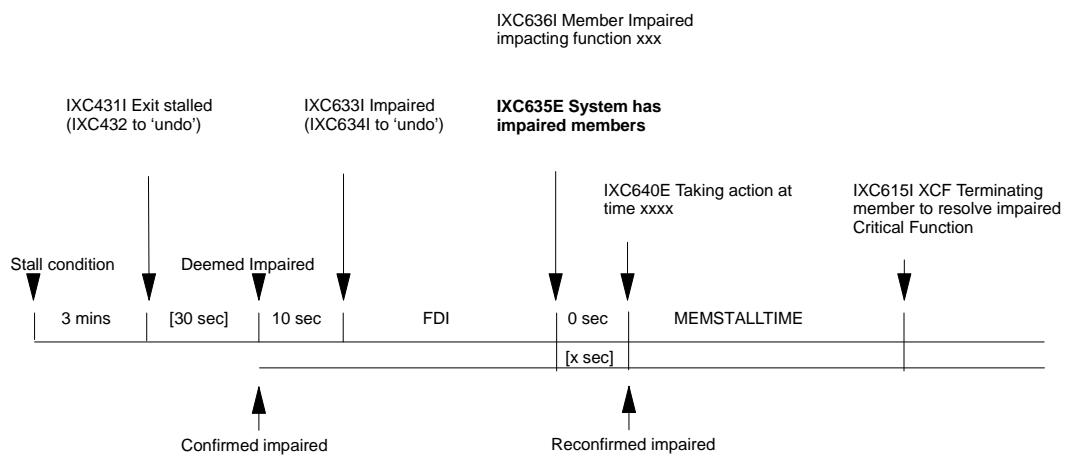 IXC636I Member Impaired
impacting function xxx
IXC431I Exit stalled
(IXC432 to 'undo')
IXC633I Impaired
(IXC634I to 'undo')
IXC635E System has
impaired members
IXC640E Taking action at
time xxxx
IXC615I XCF Terminating
member to resolve impaired
Critical Function
Stall condition
Deemed Impaired
3 mins
[30 sec]
10 sec
FDI
0 sec
MEMSTALLTIME
[x sec]
Confirmed impaired
Reconfirmed impaired